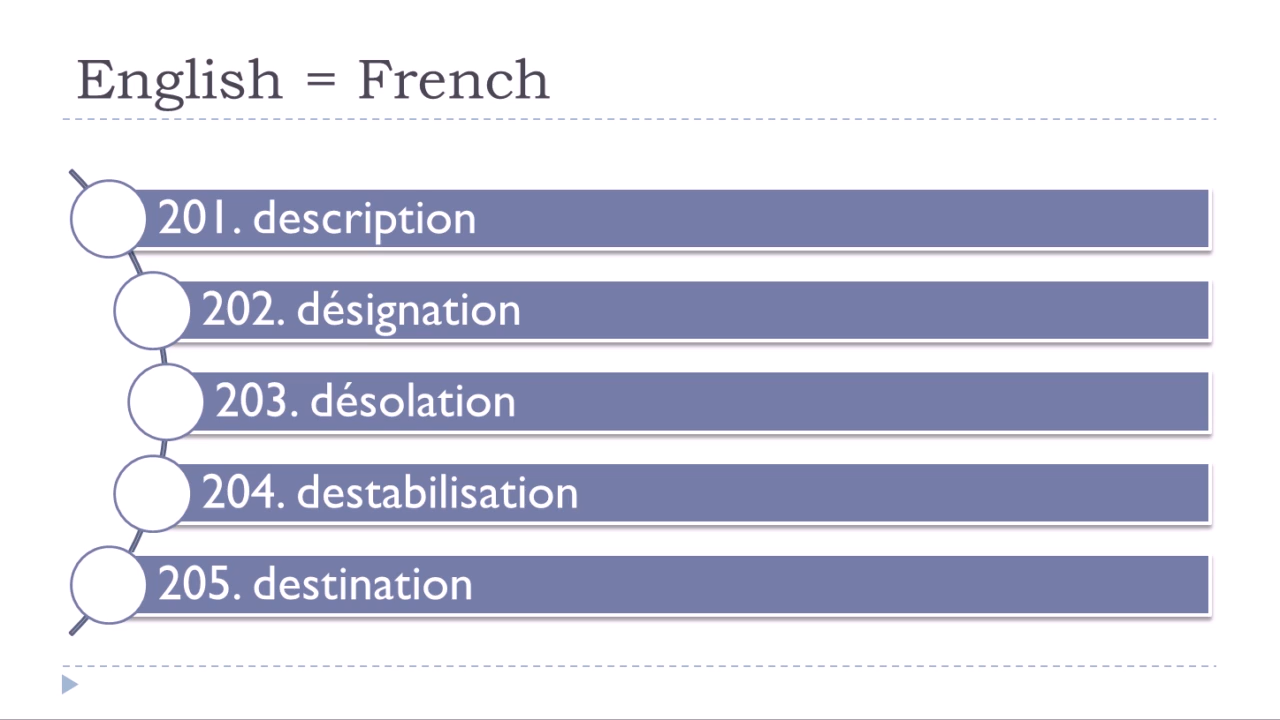 English = French
201. description
202. désignation
203. désolation
204. destabilisation
205. destination